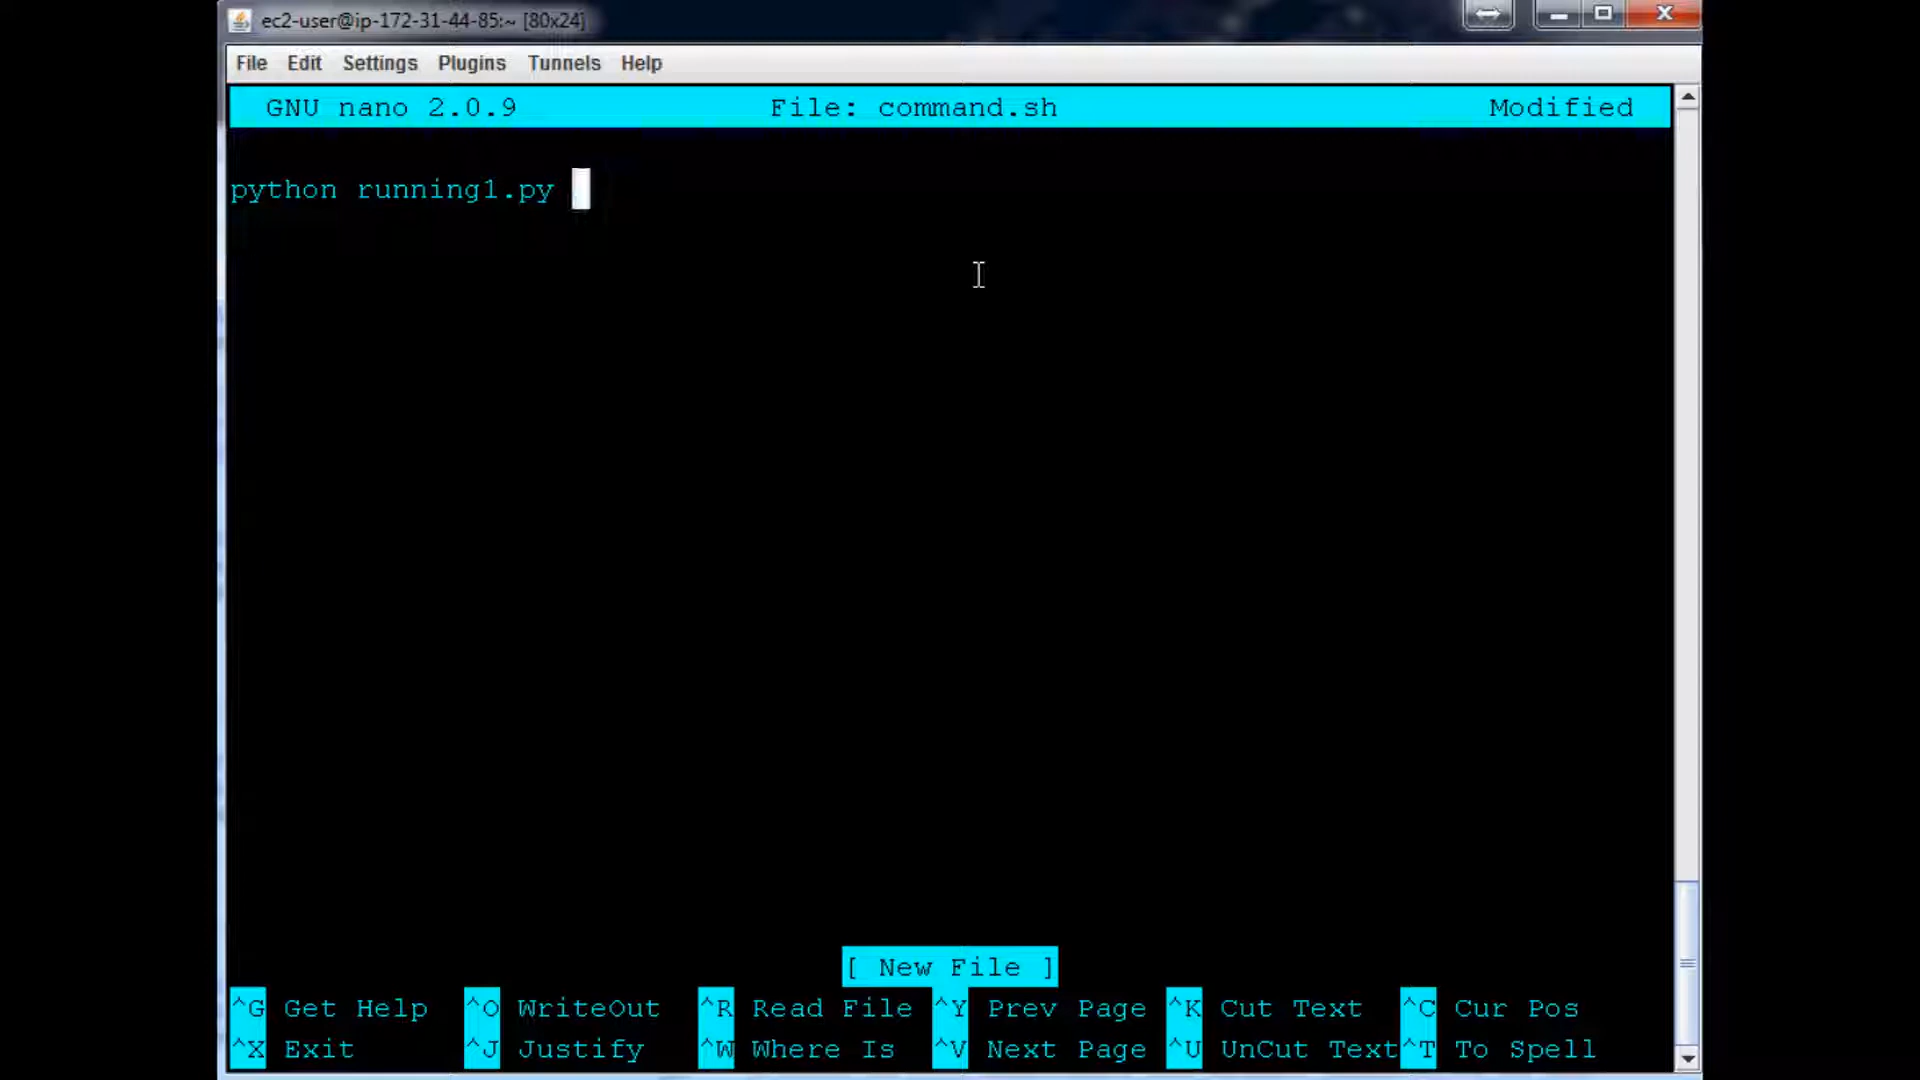 ec2-user@ip-172-31-44-85:~ [80x24]
File Edit Settings Plugins Tunnels Help
GNU nano 2.0.9 File: command.sh Modified
python running1.py
[ New File ]
^G Get Help ^O WriteOut ^R Read File ^Y Prev Page ^K Cut Text ^C Cur Pos
^X Exit ^J Justify ^W Where Is ^V Next Page ^U UnCut Text ^T To Spell